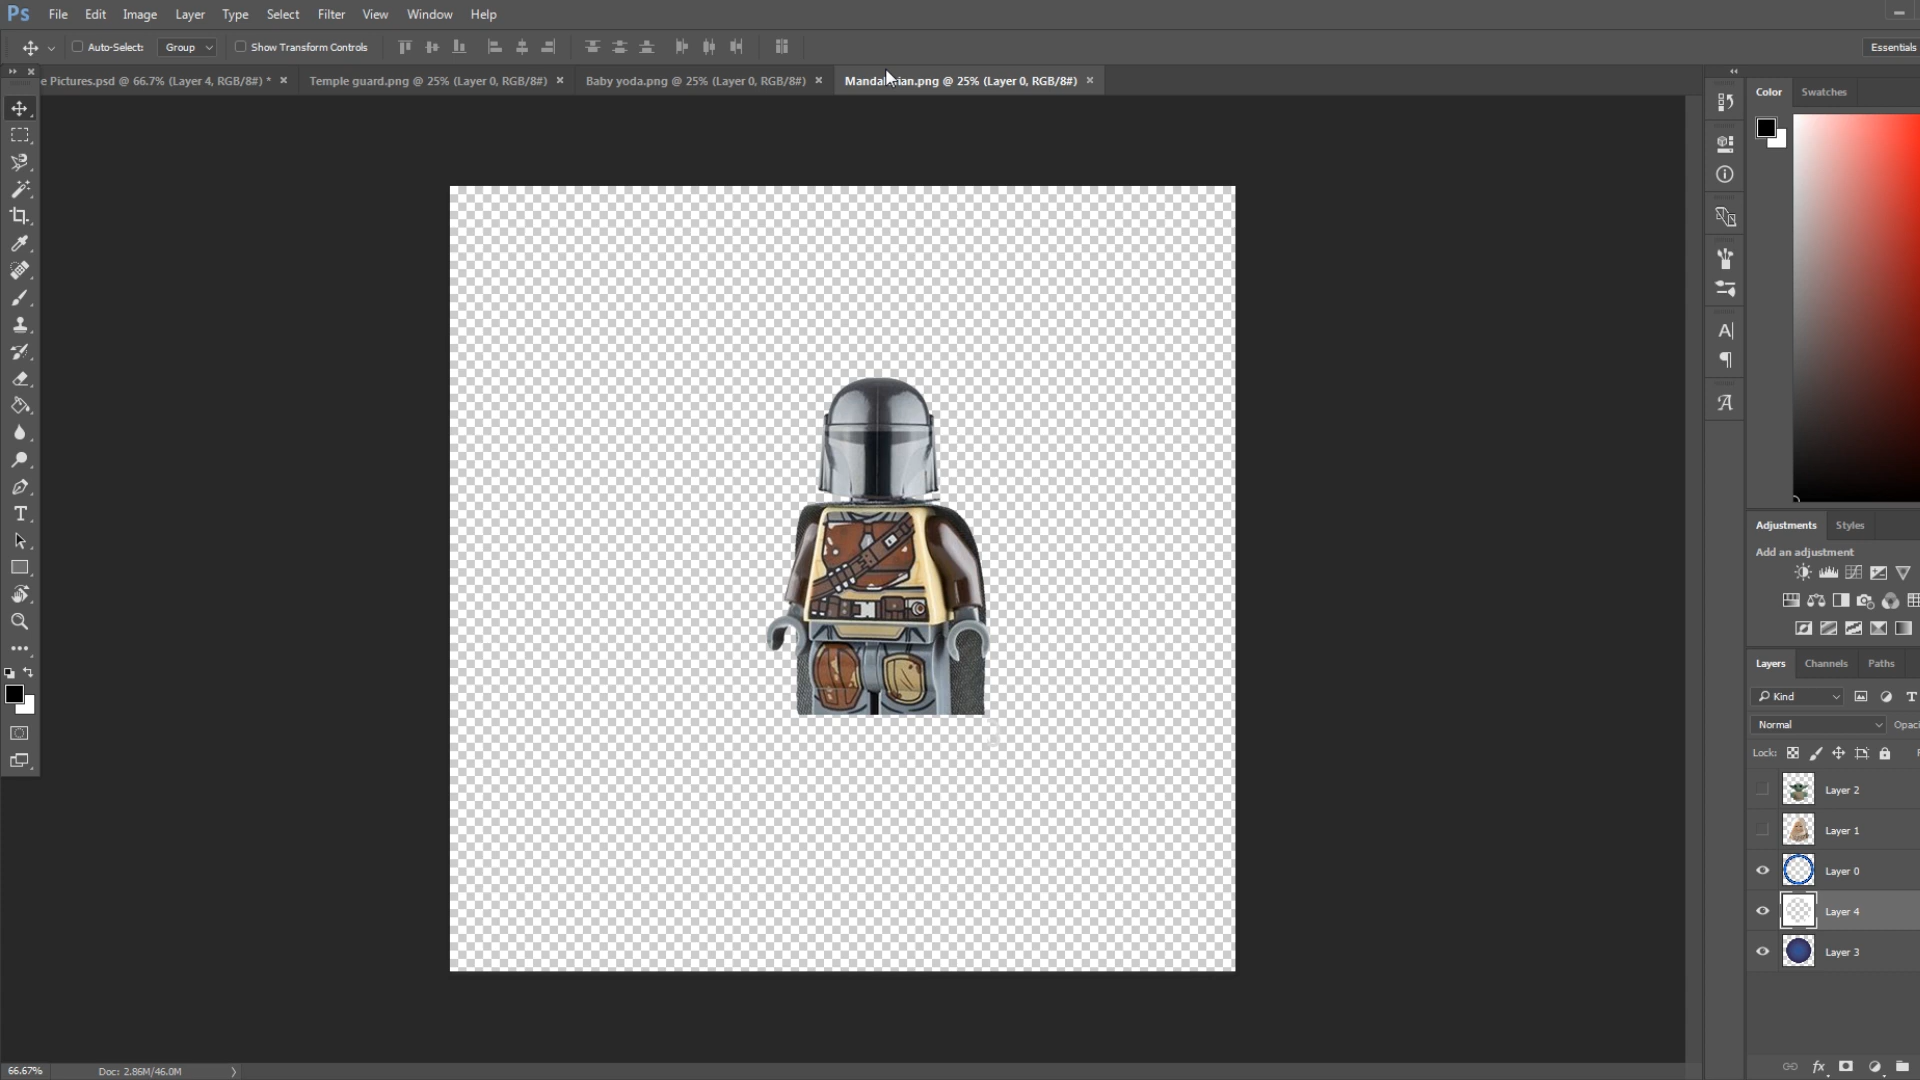 Ps File Edit Image Layer Type Select Filter View Window Help
Auto-Select: Group Show Transform Controls Essentials
e Pictures.psd @ 66.7% (Layer 4, RGB/8#) * Temple guard.png @ 25% (Layer 0, RGB/8#) Baby yoda.png @ 25% (Layer 0, RGB/8#) @ 25% (Layer 0, RGB/8#)
Color Swatches
Adjustments Styles
Add an adjustment
Layers Channels Paths
Kind
Normal Opaci
Lock: F
Layer 2
Layer 1
Layer 0
Layer 4
Layer 3
fx
66.67% Doc: 2.86M/46.0M